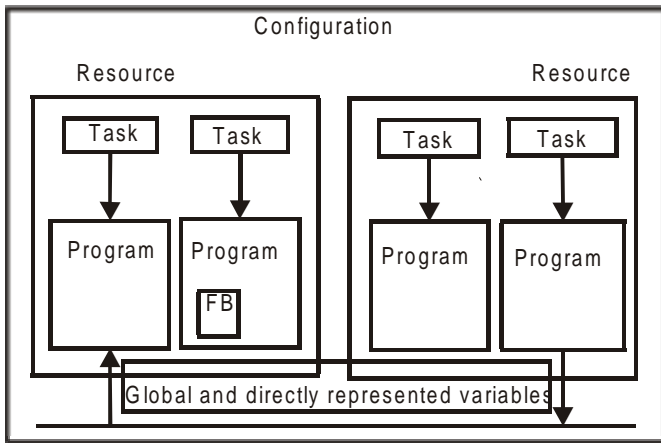 Configuration
Resource Resource
Task Task Task Task
Program Program Program Program
FB
Global and directly represented variables